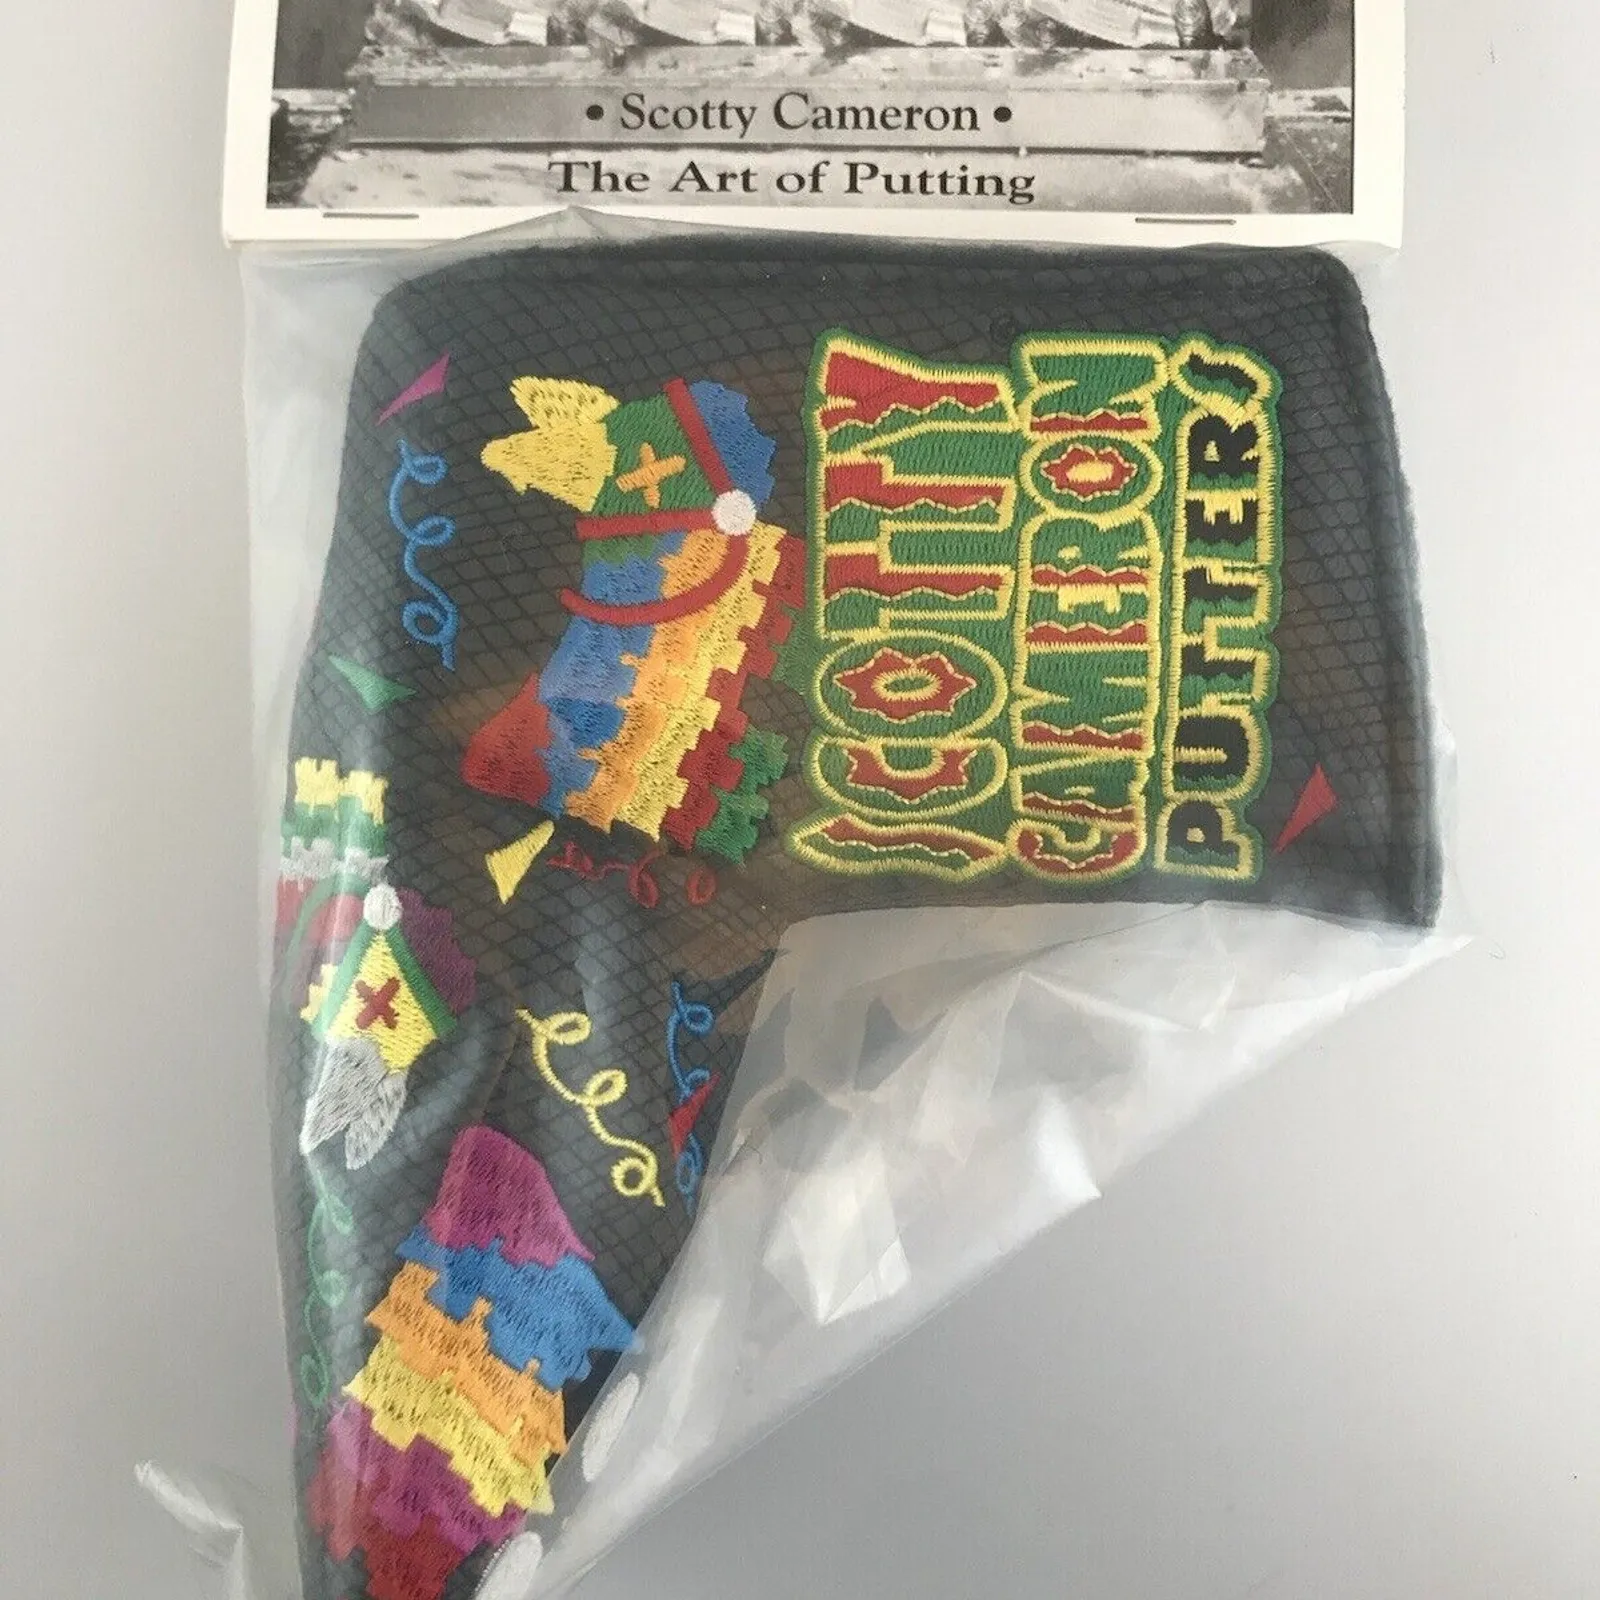 • Scotty Cameron •
The Art of Putting
SCOTTY
CAMERON
PUTTERS